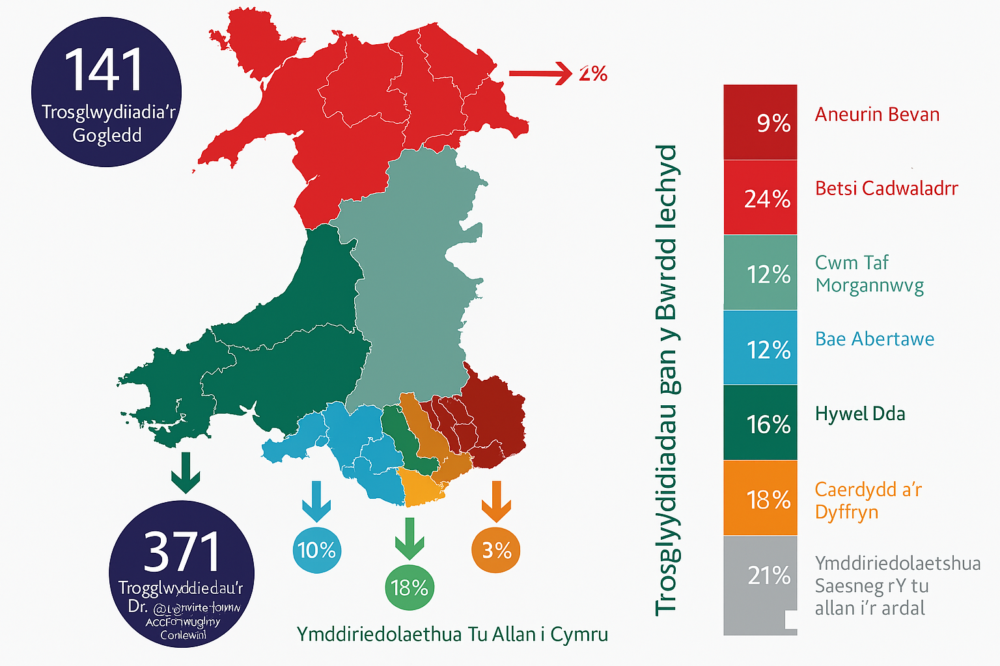 141
Trosglwydiiadia'r
Gogledd
2%
371
Trogglwyddiedau'r
Dr.
Conlewinl
10%
18%
3%
Ymddiriedolaethua Tu Allan i Cymru
Trosglyydidiadau gan y Bwrdd Iechyd
9% Aneurin Bevan
24% Betsi Cadwaladrr
12% Cwm Taf
Morgannwvg
12% Bae Abertawe
16% Hywel Dda
18% Caerdydd a'r
Dyffryn
21% Ymddiriedolaetshua
Saesneg rY tu
allan i'r ardal